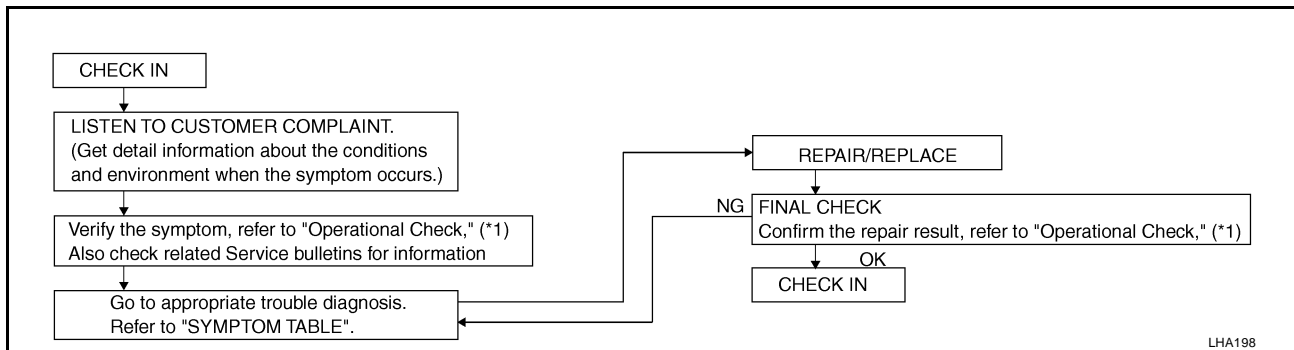 CHECK IN
LISTEN TO CUSTOMER COMPLAINT.
(Get detail information about the conditions
and environment when the symptom occurs.)
Verify the symptom, refer to "Operational Check," (*1)
Also check related Service bulletins for information
Go to appropriate trouble diagnosis.
Refer to "SYMPTOM TABLE".
REPAIR/REPLACE
NG
FINAL CHECK
Confirm the repair result, refer to "Operational Check," (*1)
OK
CHECK IN
LHA198